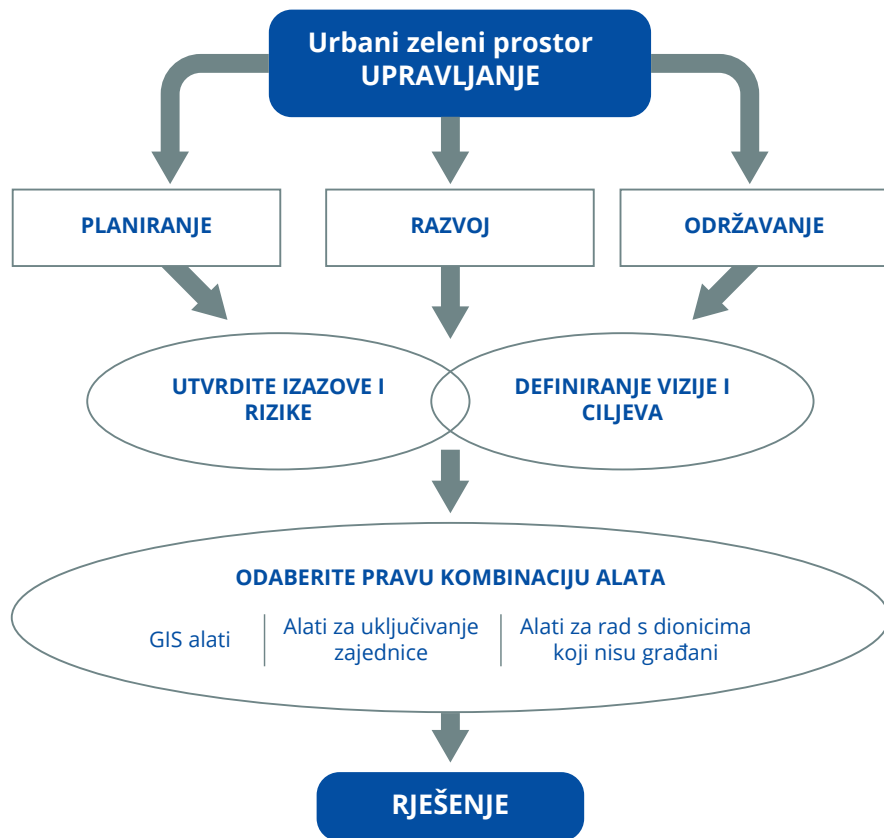 Urbani zeleni prostor
UPRAVLJANJE
PLANIRANJE
RAZVOJ
ODRŽAVANJE
UTVRDITE IZAZOVE I
RIZIKE
DEFINIRANJE VIZIJE I
CILJEVA
ODABERITE PRAVU KOMBINACIJU ALATA
GIS alati
Alati za uključivanje
zajednice
Alati za rad s dionicima
koji nisu građani
RJEŠENJE